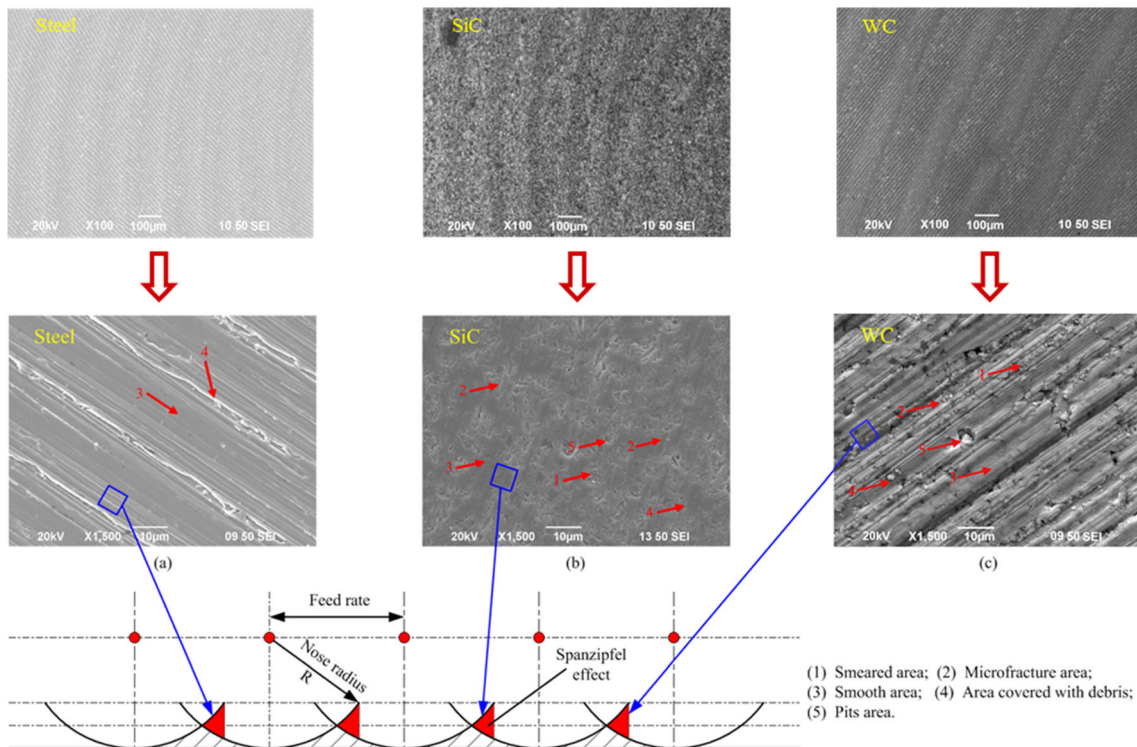 Steel
SiC
WC
20kV X100 100µm 10 50 SEI
20kV X100 100µm 10 50 SEI
20kV X100 100µm 10 50 SEI
Steel
SiC
WC
4
3
2
5
2
3
1
4
1
2
5
3
4
20kV X1,500 10µm 09 50 SEI
20kV X1,500 10µm 13 50 SEI
20kV X1,500 10µm 09 50 SEI
(a)
(b)
(c)
Feed rate
Nose radius
R
Spanzipfel
effect
(1) Smeared area; (2) Microfracture area;
(3) Smooth area; (4) Area covered with debris;
(5) Pits area.